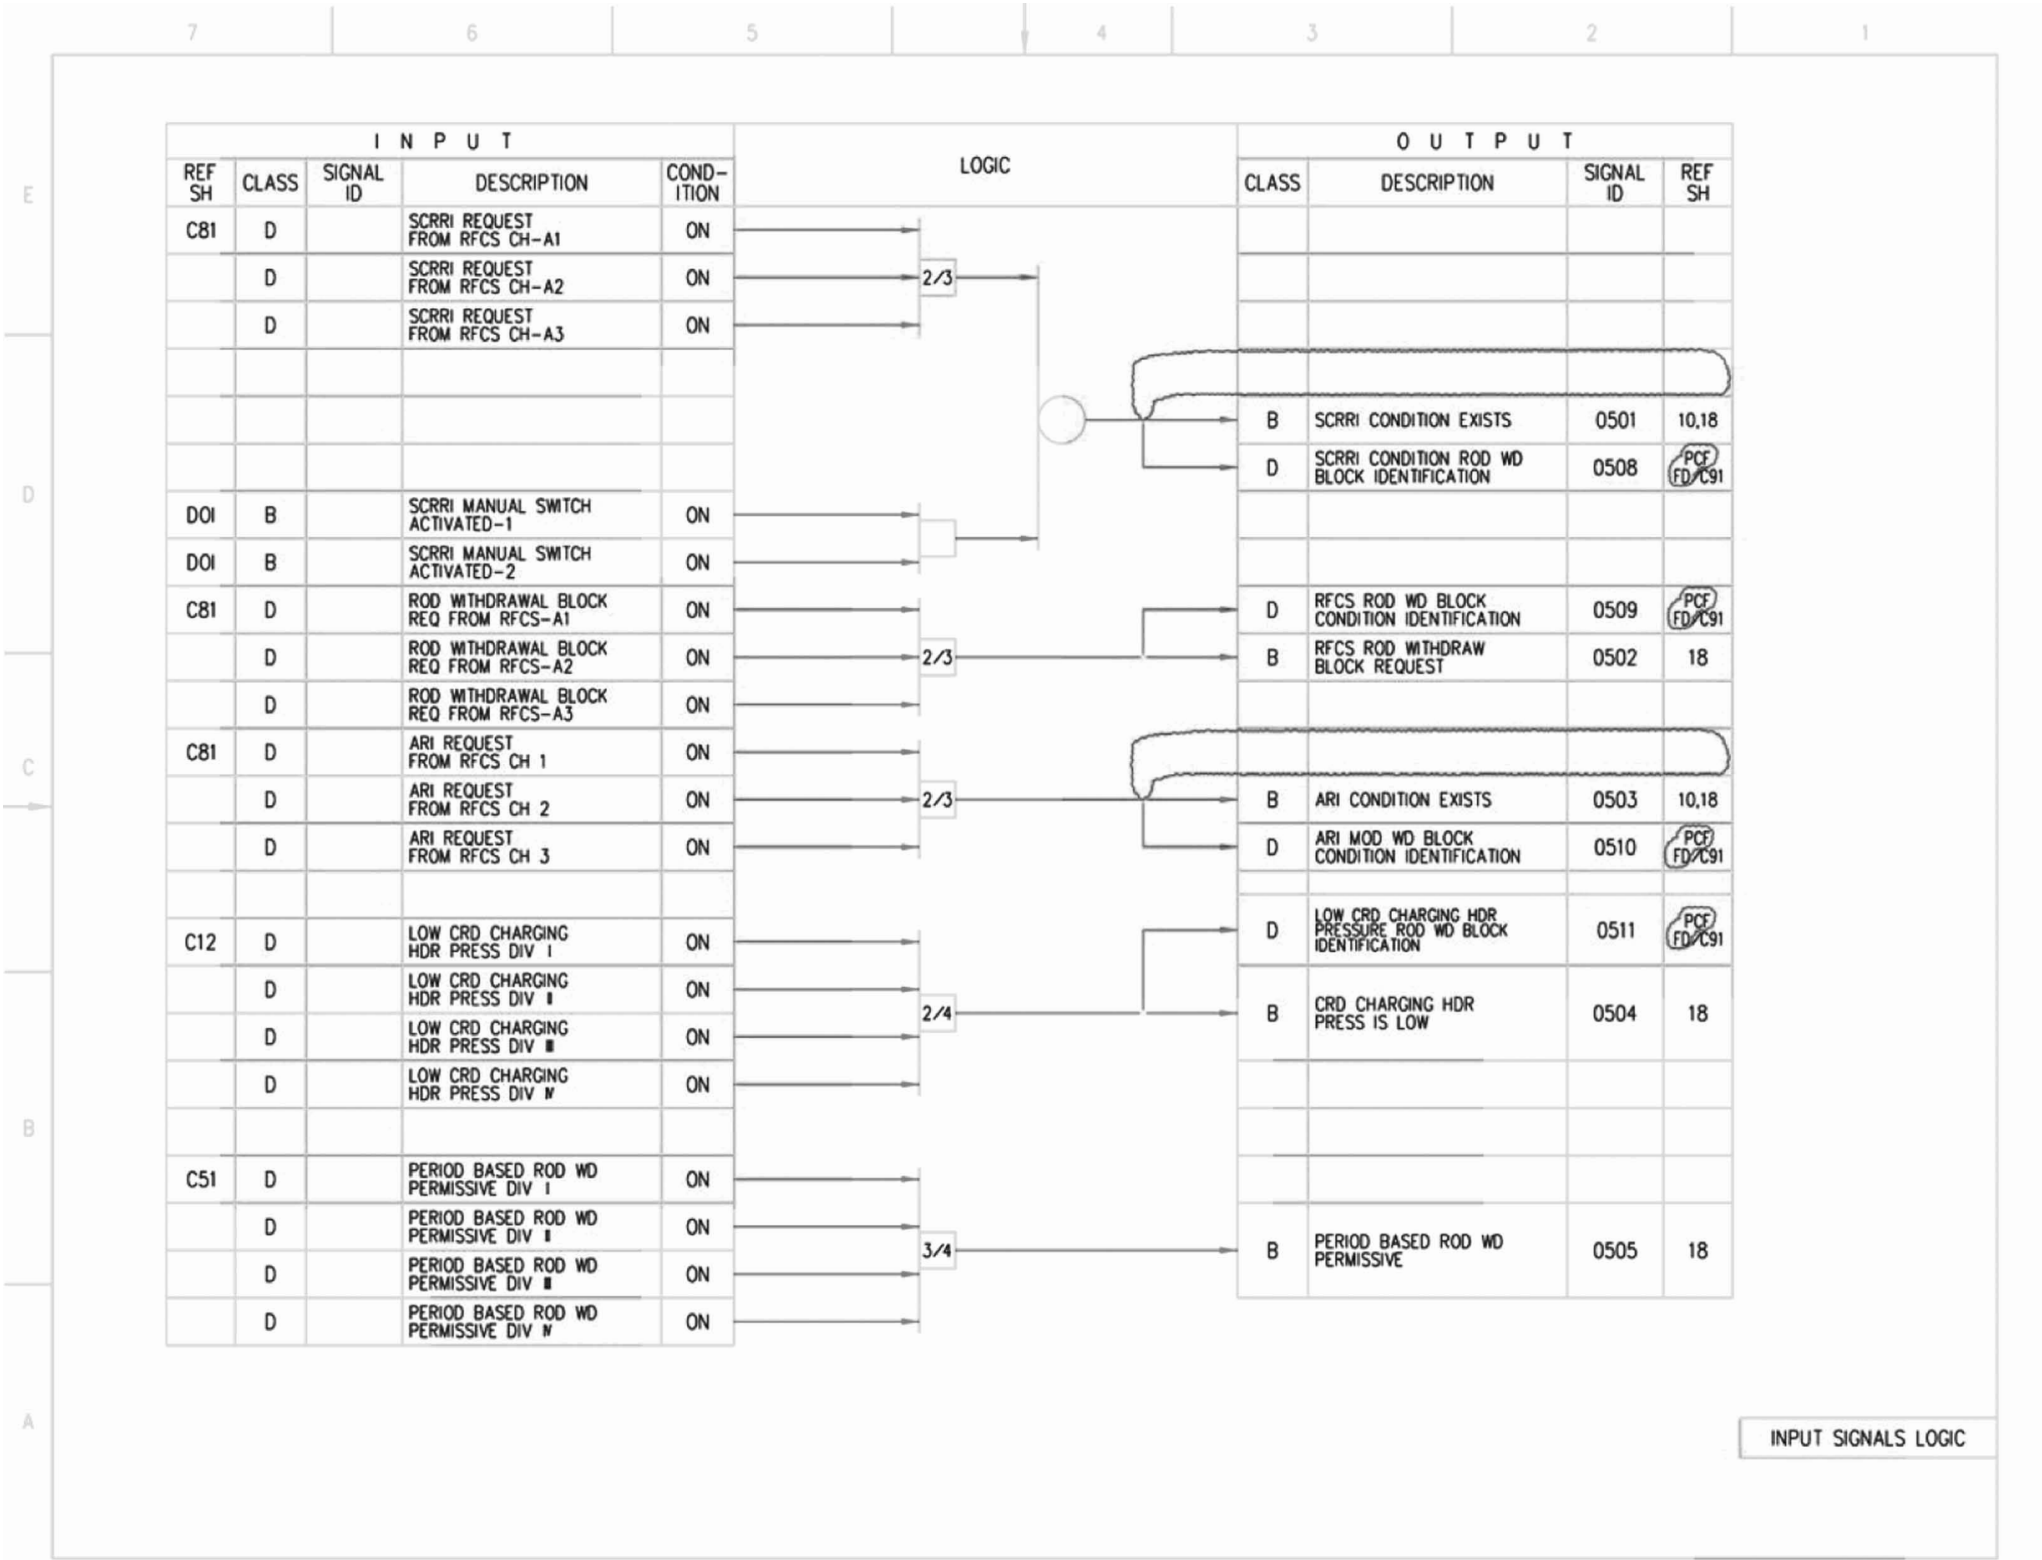 7 6 5 4 3 2 1
I N P U T
LOGIC
O U T P U T
REF SH CLASS SIGNAL ID DESCRIPTION COND-ITION
CLASS DESCRIPTION SIGNAL ID REF SH
E
C81 D SCRRI REQUEST
FROM RFCS CH-A1 ON
D SCRRI REQUEST
FROM RFCS CH-A2 ON
2/3
D SCRRI REQUEST
FROM RFCS CH-A3 ON
B SCRRI CONDITION EXISTS 0501 10,18
D SCRRI CONDITION ROD WD
BLOCK IDENTIFICATION 0508 PCF
FD/C91
D
D01 B SCRRI MANUAL SWITCH
ACTIVATED-1 ON
D01 B SCRRI MANUAL SWITCH
ACTIVATED-2 ON
C81 D ROD WITHDRAWAL BLOCK
REQ FROM RFCS-A1 ON
D RFCS ROD WD BLOCK
CONDITION IDENTIFICATION 0509 PCF
FD/C91
D ROD WITHDRAWAL BLOCK
REQ FROM RFCS-A2 ON
2/3
B RFCS ROD WITHDRAW
BLOCK REQUEST 0502 18
D ROD WITHDRAWAL BLOCK
REQ FROM RFCS-A3 ON
C
C81 D ARI REQUEST
FROM RFCS CH 1 ON
D ARI REQUEST
FROM RFCS CH 2 ON
2/3
B ARI CONDITION EXISTS 0503 10,18
D ARI REQUEST
FROM RFCS CH 3 ON
D ARI MOD WD BLOCK
CONDITION IDENTIFICATION 0510 PCF
FD/C91
C12 D LOW CRD CHARGING
HDR PRESS DIV I ON
D LOW CRD CHARGING HDR
PRESSURE ROD WD BLOCK
IDENTIFICATION 0511 PCF
FD/C91
D LOW CRD CHARGING
HDR PRESS DIV II ON
2/4
B CRD CHARGING HDR
PRESS IS LOW 0504 18
D LOW CRD CHARGING
HDR PRESS DIV III ON
D LOW CRD CHARGING
HDR PRESS DIV IV ON
B
C51 D PERIOD BASED ROD WD
PERMISSIVE DIV I ON
D PERIOD BASED ROD WD
PERMISSIVE DIV II ON
3/4
B PERIOD BASED ROD WD
PERMISSIVE 0505 18
D PERIOD BASED ROD WD
PERMISSIVE DIV III ON
D PERIOD BASED ROD WD
PERMISSIVE DIV IV ON
A
INPUT SIGNALS LOGIC